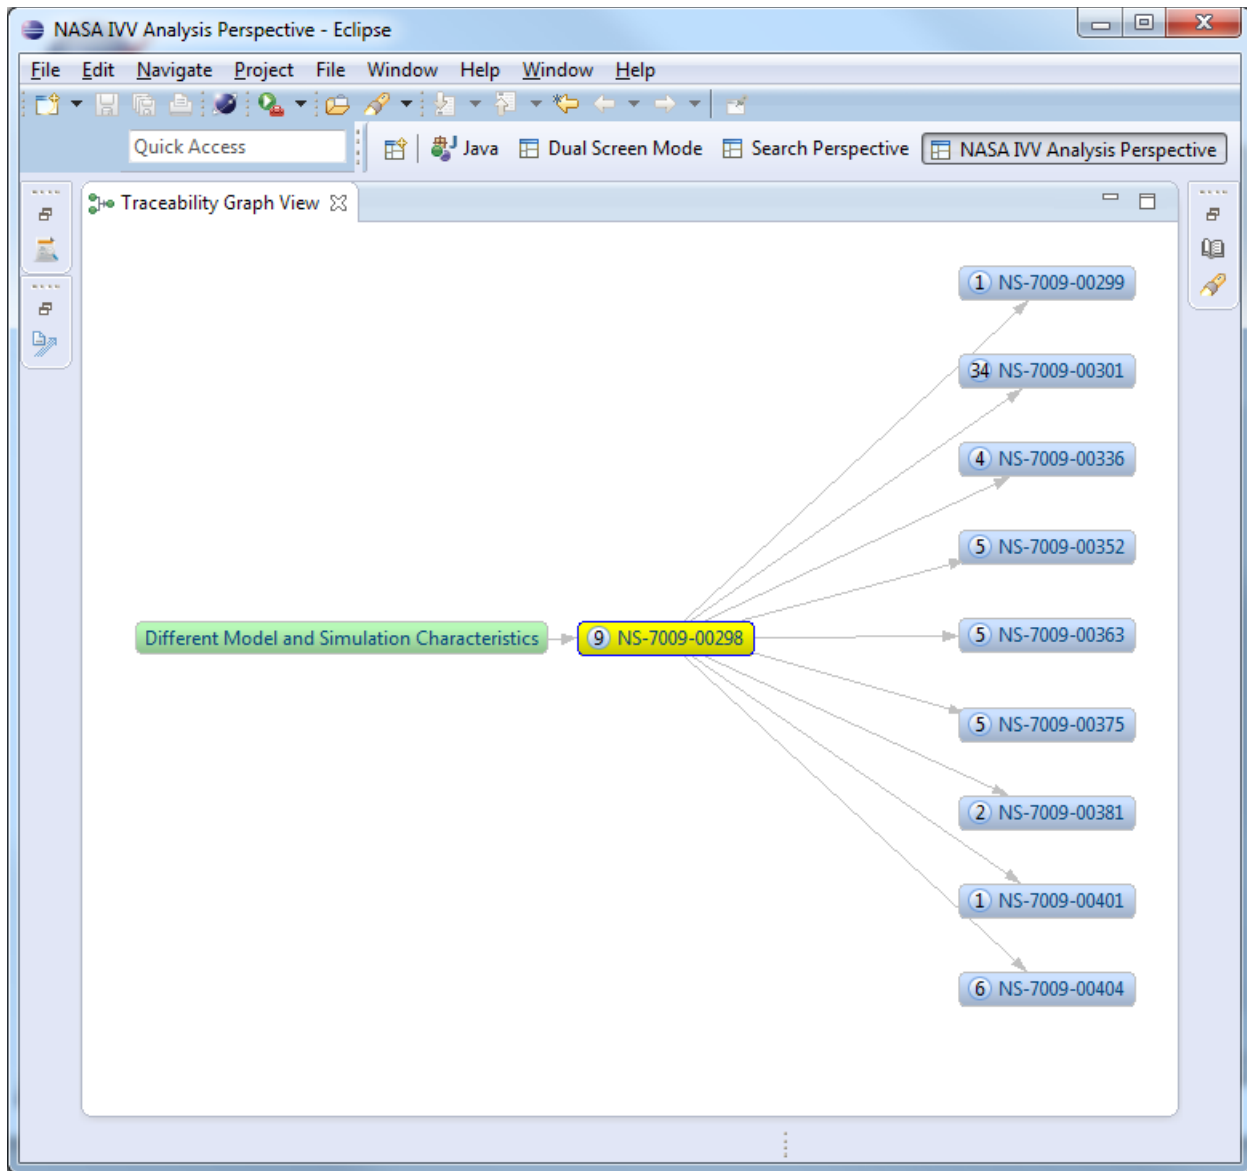 NASA IVV Analysis Perspective - Eclipse
File Edit Navigate Project File Window Help Window Help
Quick Access Java Dual Screen Mode Search Perspective NASA IVV Analysis Perspective
Traceability Graph View
1 NS-7009-00299
34 NS-7009-00301
4 NS-7009-00336
5 NS-7009-00352
Different Model and Simulation Characteristics 9 NS-7009-00298 5 NS-7009-00363
5 NS-7009-00375
2 NS-7009-00381
1 NS-7009-00401
6 NS-7009-00404